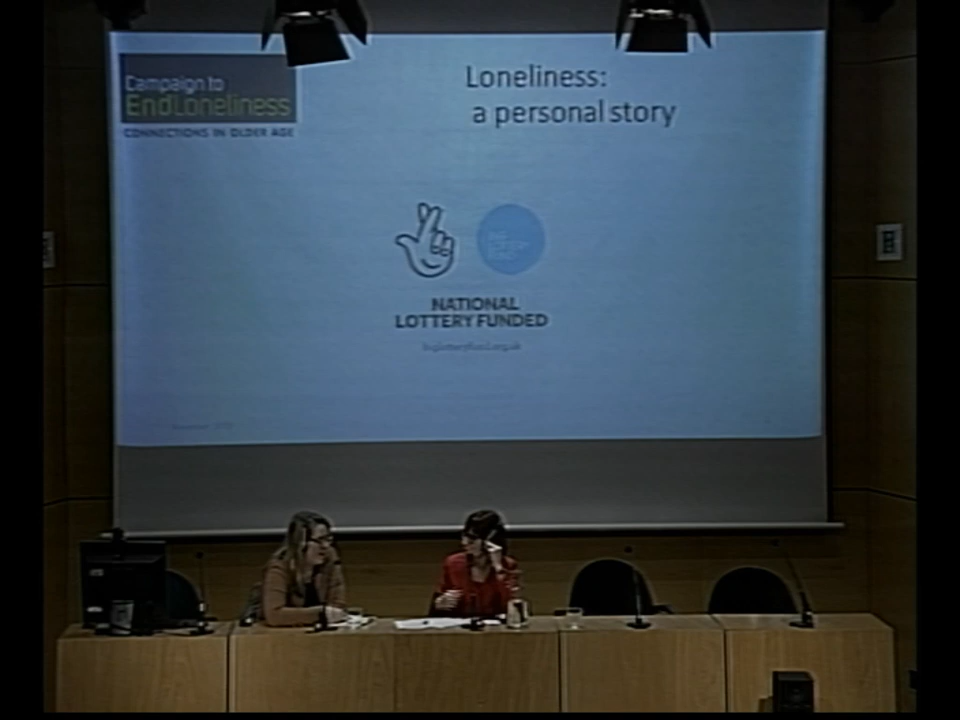 Campaign to
EndLoneliness
CONNECTIONS IN OLDER AGE
Loneliness:
a personal story
NATIONAL
LOTTERY FUNDED